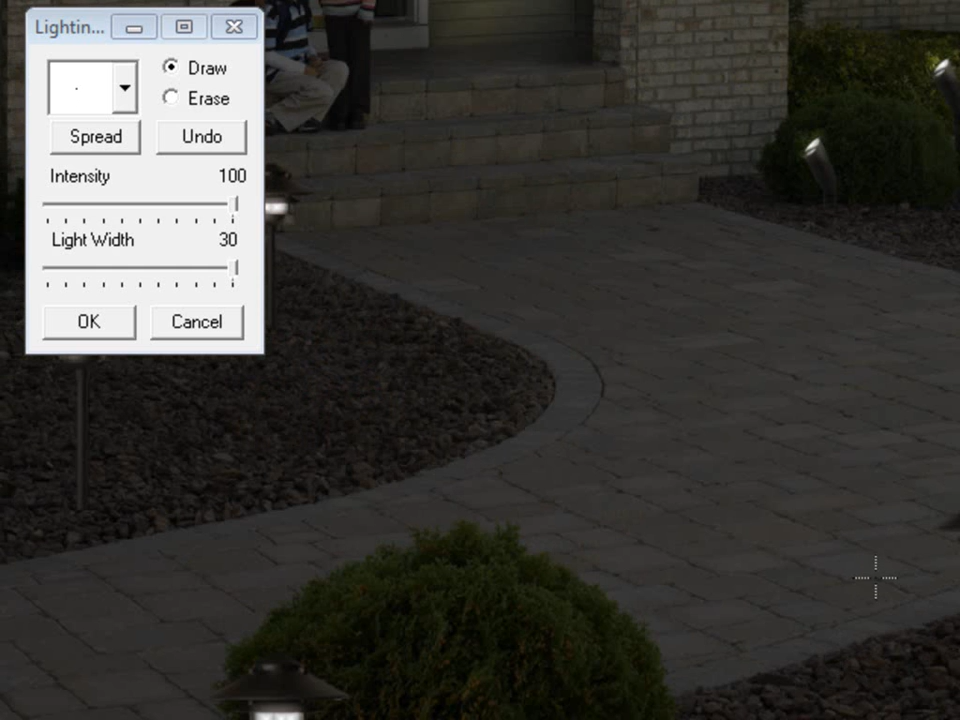 Lightin...
Draw
Erase
Spread
Undo
Intensity 100
Light Width 30
OK
Cancel